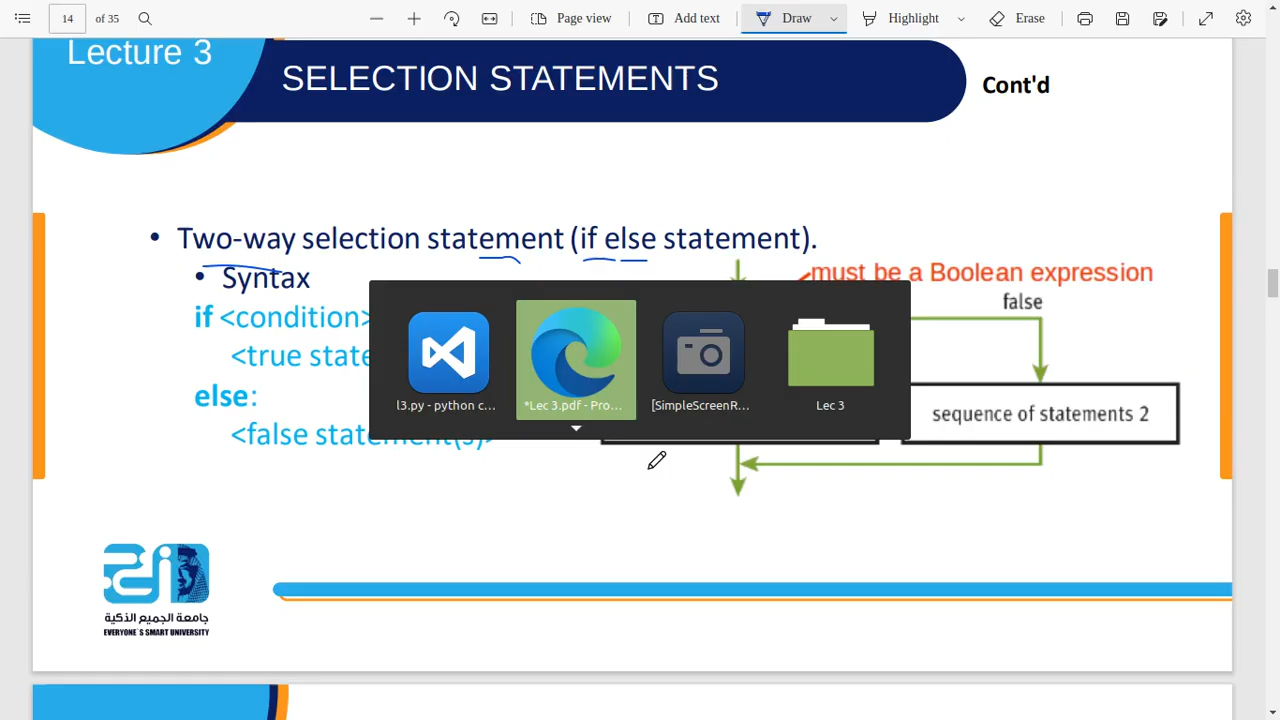 14 of 35 Page view Add text Draw Highlight Erase
Lecture 3
SELECTION STATEMENTS
Cont'd
• Two-way selection statement (if else statement).
• Syntax
must be a Boolean expression
false
if <condition>
<true state
else:
<false statement(s)>
sequence of statements 2
l3.py - python c...
*Lec 3.pdf - Pro...
[SimpleScreenR...
Lec 3
جامعة الجميع الذكية
EVERYONE`S SMART UNIVERSITY